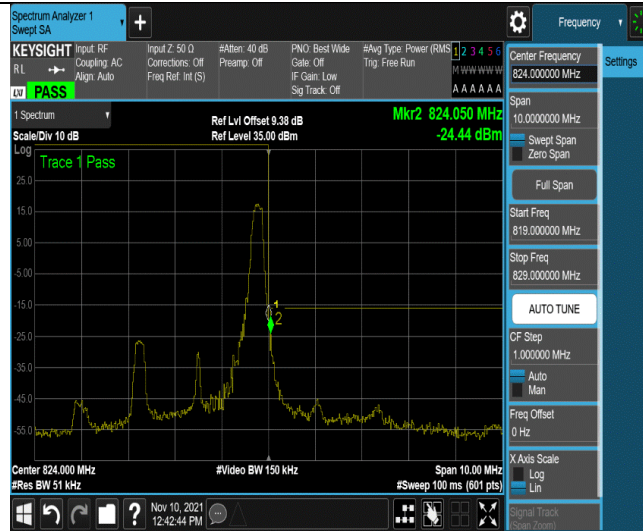 Spectrum Analyzer 1
Swept SA
+
Frequency
Settings
KEYSIGHT
RL
LXI
PASS
Input: RF
Coupling: AC
Align: Auto
Input Z: 50 Ω
Corrections: Off
Freq Ref: Int (S)
#Atten: 40 dB
Preamp: Off
PNO: Best Wide
Gate: Off
IF Gain: Low
Sig Track: Off
#Avg Type: Power (RMS
Trig: Free Run
1 2 3 4 5 6
M W W W W W
A A A A A A
1 Spectrum
Scale/Div 10 dB
Log
Ref Lvl Offset 9.38 dB
Ref Level 35.00 dBm
Mkr2 824.050 MHz
-24.44 dBm
Trace 1 Pass
25.0
15.0
5.00
-5.00
-15.0
-25.0
-35.0
-45.0
-55.0
1
2
Center 824.000 MHz
#Res BW 51 kHz
#Video BW 150 kHz
Span 10.00 MHz
#Sweep 100 ms (601 pts)
Nov 10, 2021
12:42:44 PM
?
Center Frequency
824.000000 MHz
Span
10.0000000 MHz
Swept Span
Zero Span
Full Span
Start Freq
819.000000 MHz
Stop Freq
829.000000 MHz
AUTO TUNE
CF Step
1.000000 MHz
Auto
Man
Freq Offset
0 Hz
X Axis Scale
Log
Lin
Signal Track
(Span Zoom)